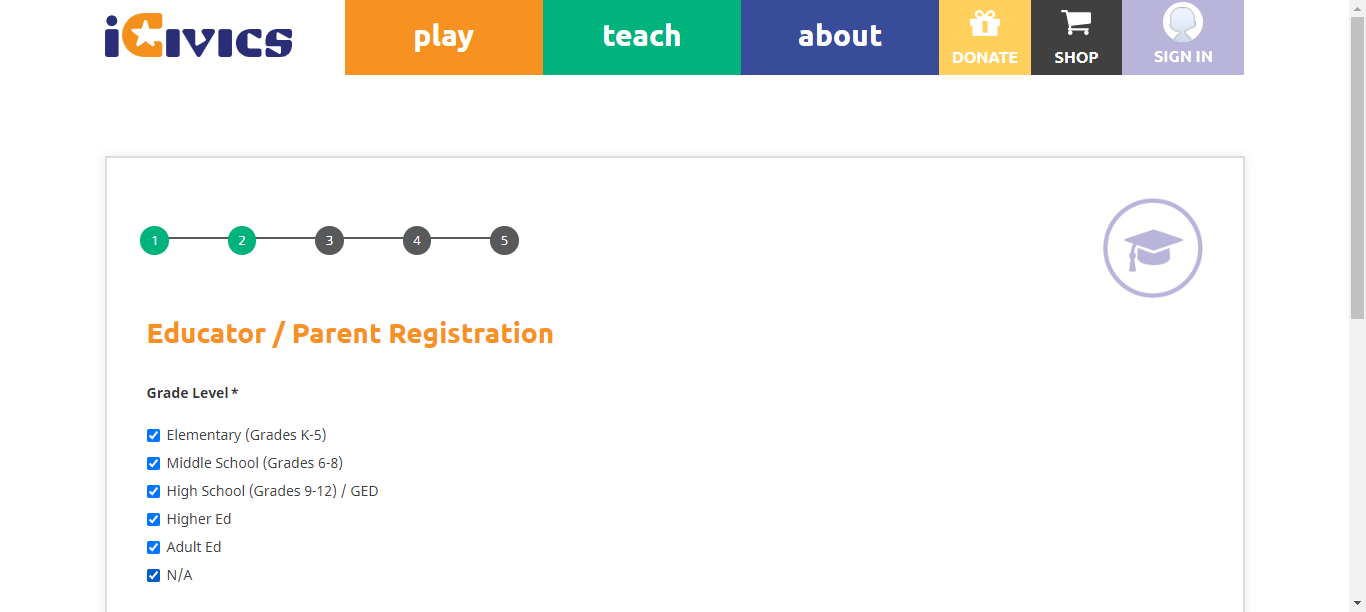 iCivics
play
teach
about
DONATE
SHOP
SIGN IN
1 2 3 4 5
Educator / Parent Registration
Grade Level *
Elementary (Grades K-5)
Middle School (Grades 6-8)
High School (Grades 9-12) / GED
Higher Ed
Adult Ed
N/A